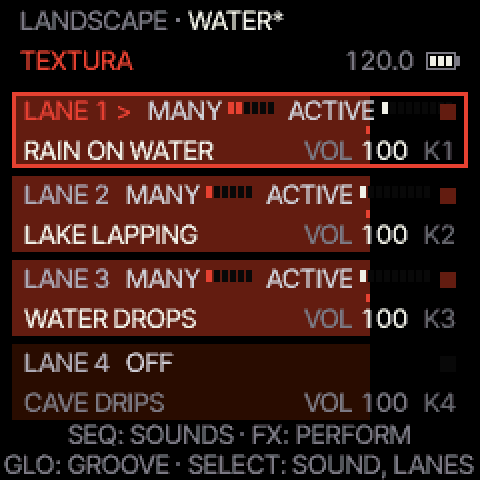 LANDSCAPE · WATER*
TEXTURA 120.0
LANE 1 > MANY ACTIVE
RAIN ON WATER VOL 100 K1
LANE 2 MANY ACTIVE
LAKE LAPPING VOL 100 K2
LANE 3 MANY ACTIVE
WATER DROPS VOL 100 K3
LANE 4 OFF
CAVE DRIPS VOL 100 K4
SEQ: SOUNDS · FX: PERFORM
GLO: GROOVE · SELECT: SOUND, LANES